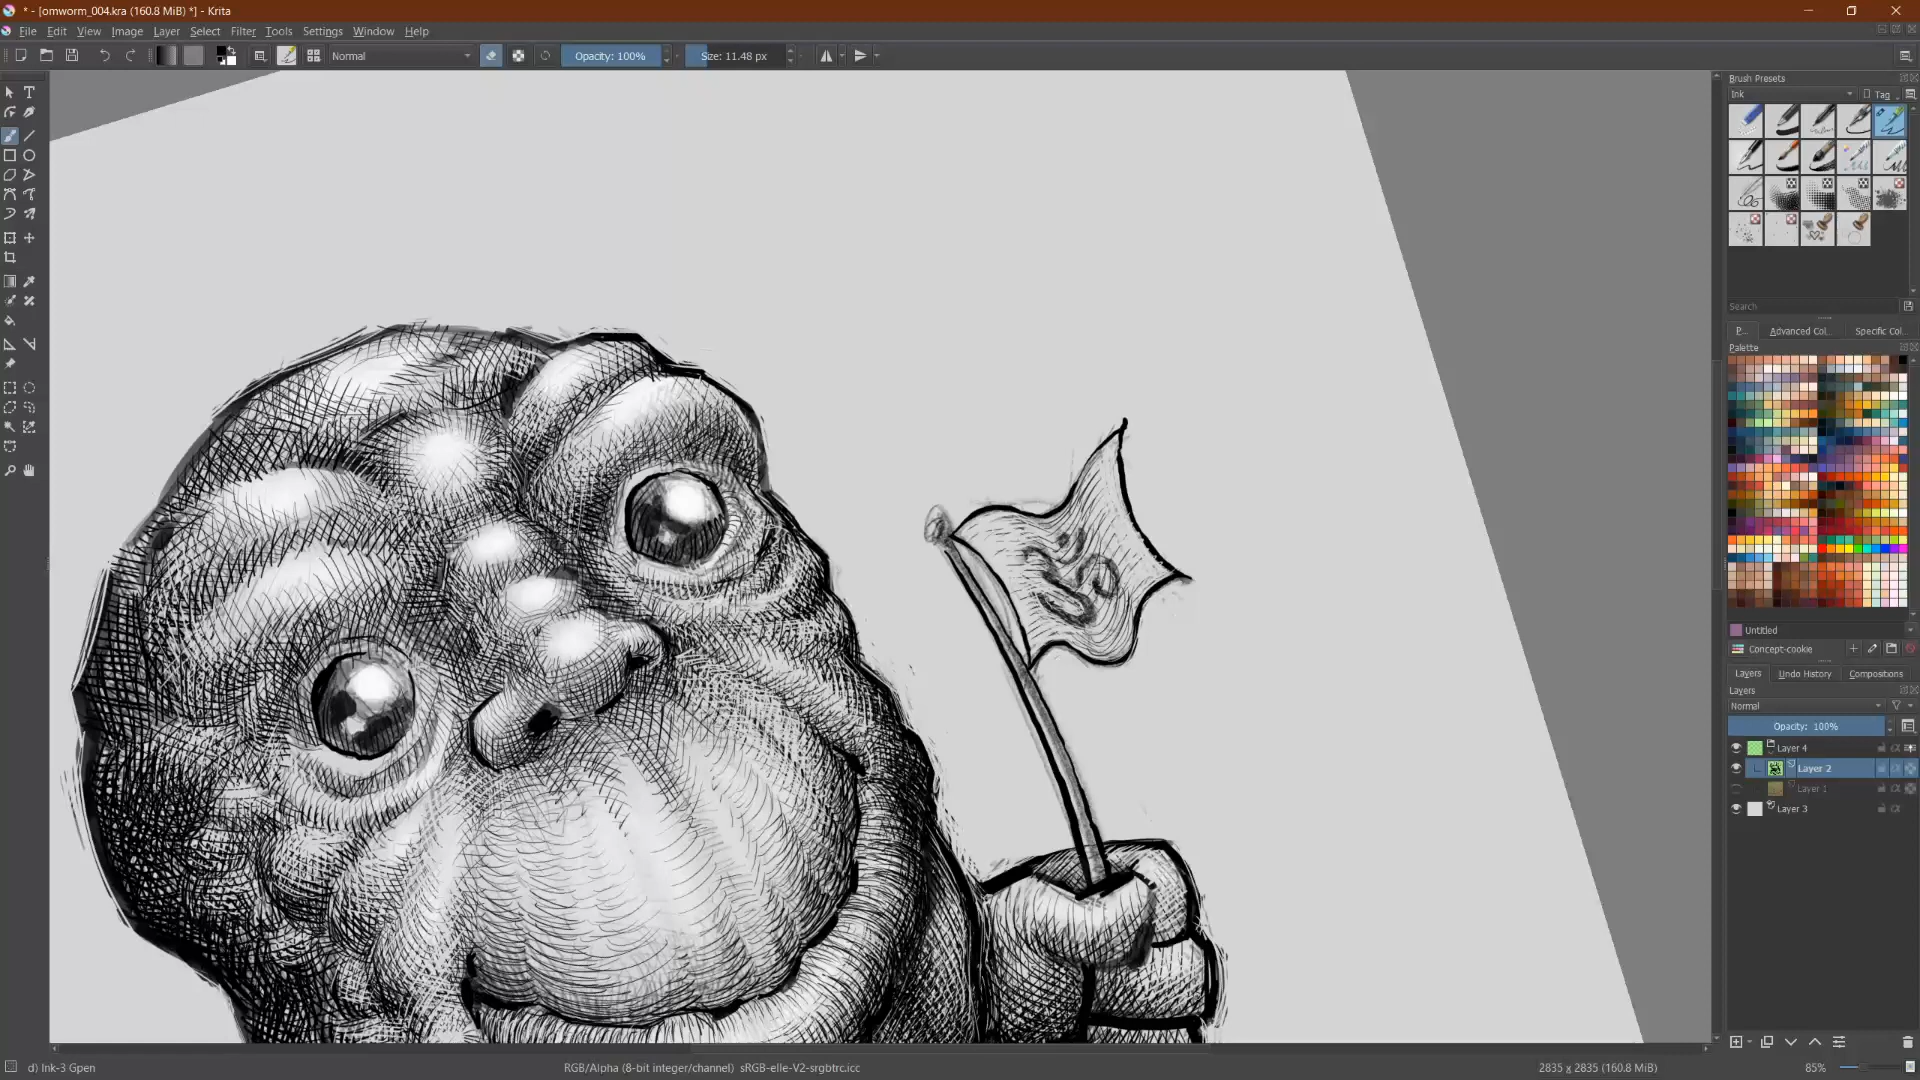 * - [omworm_004.kra (160.8 MiB) *] - Krita
File Edit View Image Layer Select Filter Tools Settings Window Help
Normal Opacity: 100% Size: 11.48 px
Brush Presets
Ink Tag
Search
P... Advanced Col... Specific Col...
Palette
Untitled
Concept-cookie
Layers Undo History Compositions
Layers
Normal
Opacity: 100%
Layer 4
Layer 2
Layer 1
Layer 3
ॐ
d) Ink-3 Gpen RGB/Alpha (8-bit integer/channel) sRGB-elle-V2-srgbtrc.icc 2835 x 2835 (160.8 MiB) 85%